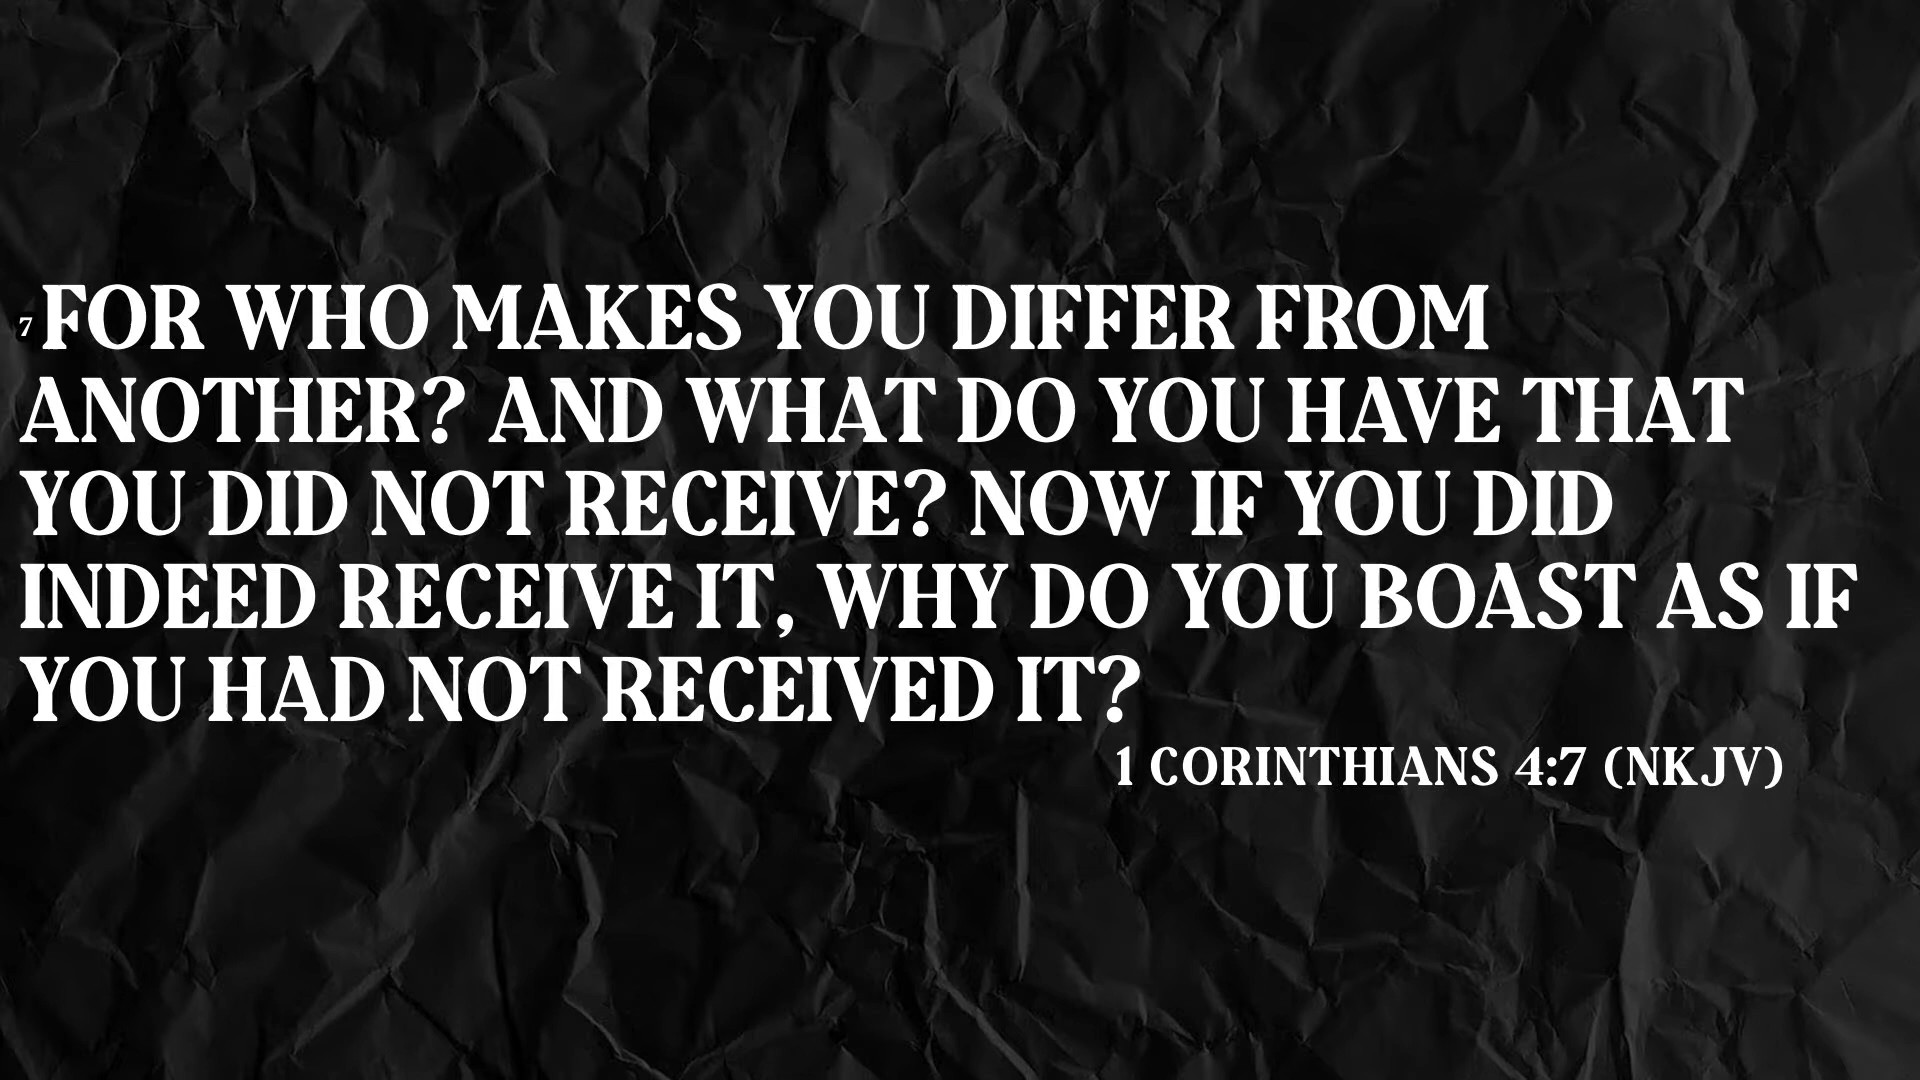 7 FOR WHO MAKES YOU DIFFER FROM
ANOTHER? AND WHAT DO YOU HAVE THAT
YOU DID NOT RECEIVE? NOW IF YOU DID
INDEED RECEIVE IT, WHY DO YOU BOAST AS IF
YOU HAD NOT RECEIVED IT?
1 CORINTHIANS 4:7 (NKJV)